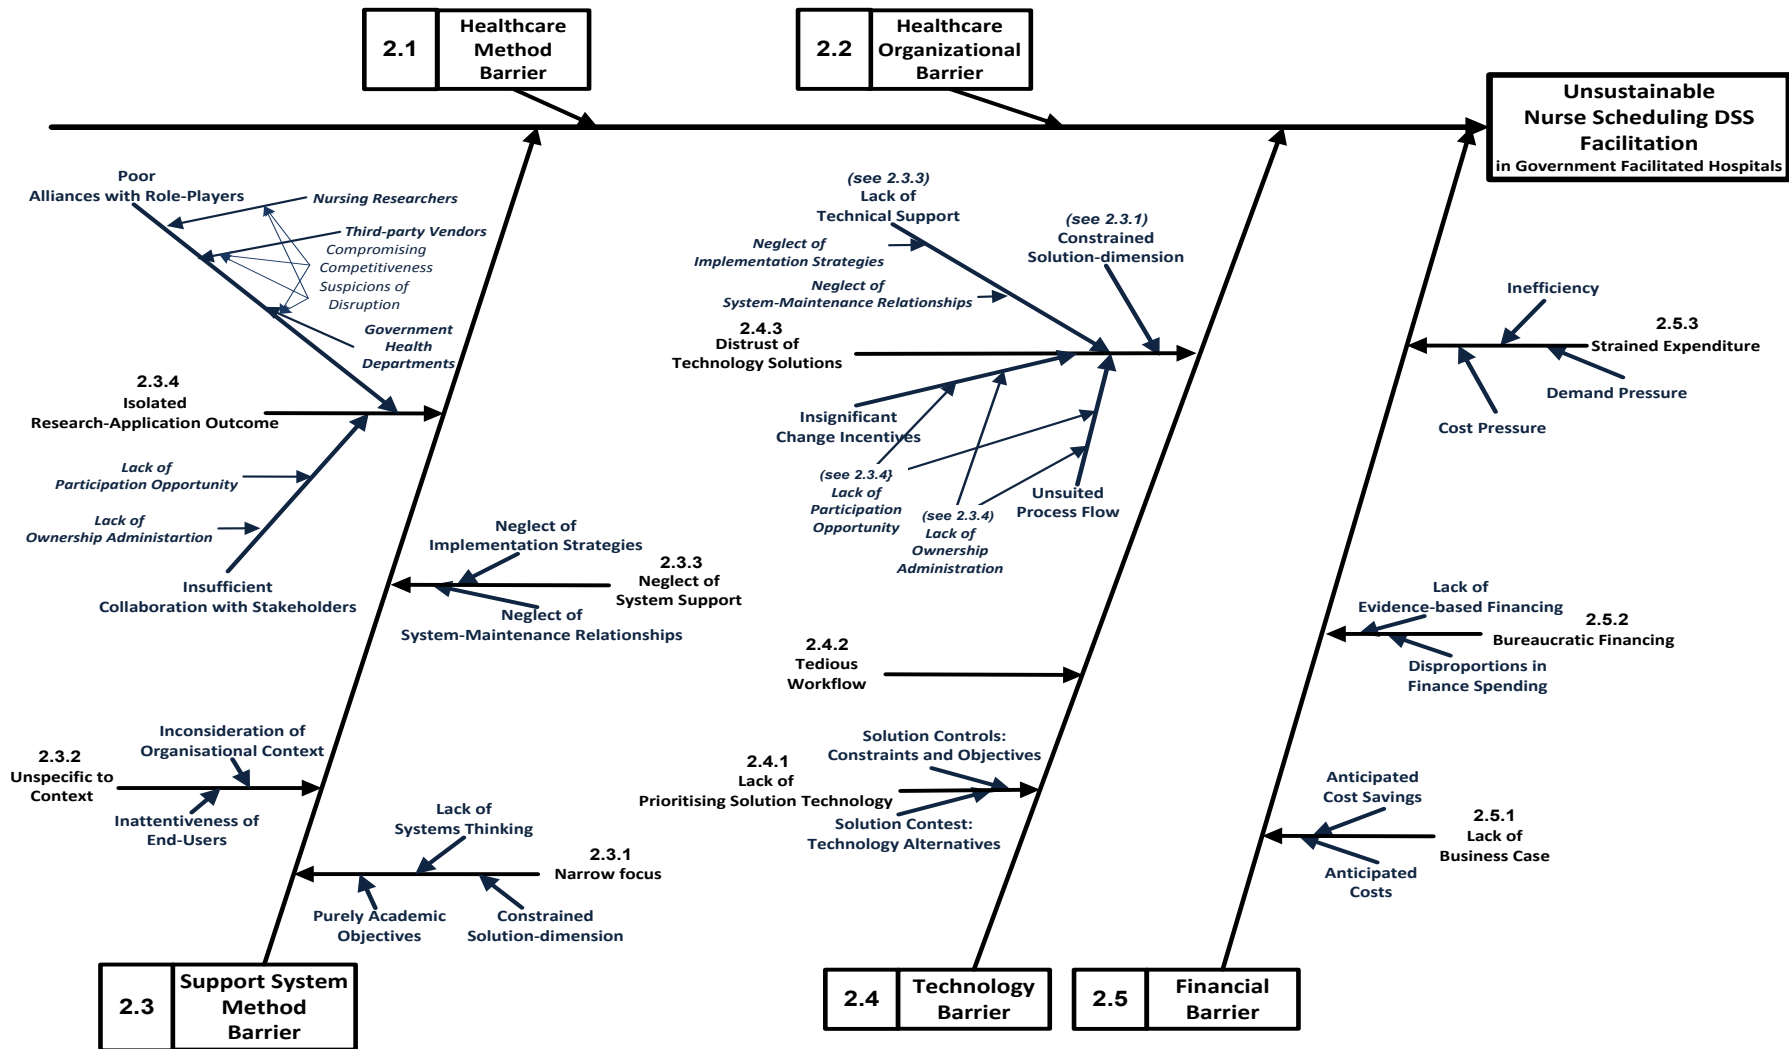 2.1
Healthcare
Method
Barrier
2.2
Healthcare
Organizational
Barrier
Unsustainable
Nurse Scheduling DSS
Facilitation
in Government Facilitated Hospitals
Poor
Alliances with Role-Players
Nursing Researchers
Third-party Vendors
Compromising
Competitiveness
Suspicions of
Disruption
Government
Health
Departments
2.3.4
Isolated
Research-Application Outcome
Lack of
Participation Opportunity
Lack of
Ownership Administartion
Insufficient
Collaboration with Stakeholders
Neglect of
Implementation Strategies
2.3.3
Neglect of
System Support
Neglect of
System-Maintenance Relationships
Inconsideration of
Organisational Context
2.3.2
Unspecific to
Context
Inattentiveness of
End-Users
Lack of
Systems Thinking
2.3.1
Narrow focus
Purely Academic
Objectives
Constrained
Solution-dimension
2.3
Support System
Method
Barrier
(see 2.3.3)
Lack of
Technical Support
Neglect of
Implementation Strategies
Neglect of
System-Maintenance Relationships
(see 2.3.1)
Constrained
Solution-dimension
2.4.3
Distrust of
Technology Solutions
Insignificant
Change Incentives
(see 2.3.4}
Lack of
Participation
Opportunity
(see 2.3.4)
Lack of
Ownership
Administration
Unsuited
Process Flow
2.4.2
Tedious
Workflow
Solution Controls:
Constraints and Objectives
2.4.1
Lack of
Prioritising Solution Technology
Solution Contest:
Technology Alternatives
2.4
Technology
Barrier
Inefficiency
2.5.3
Strained Expenditure
Demand Pressure
Cost Pressure
Lack of
Evidence-based Financing
2.5.2
Bureaucratic Financing
Disproportions in
Finance Spending
Anticipated
Cost Savings
2.5.1
Lack of
Business Case
Anticipated
Costs
2.5
Financial
Barrier